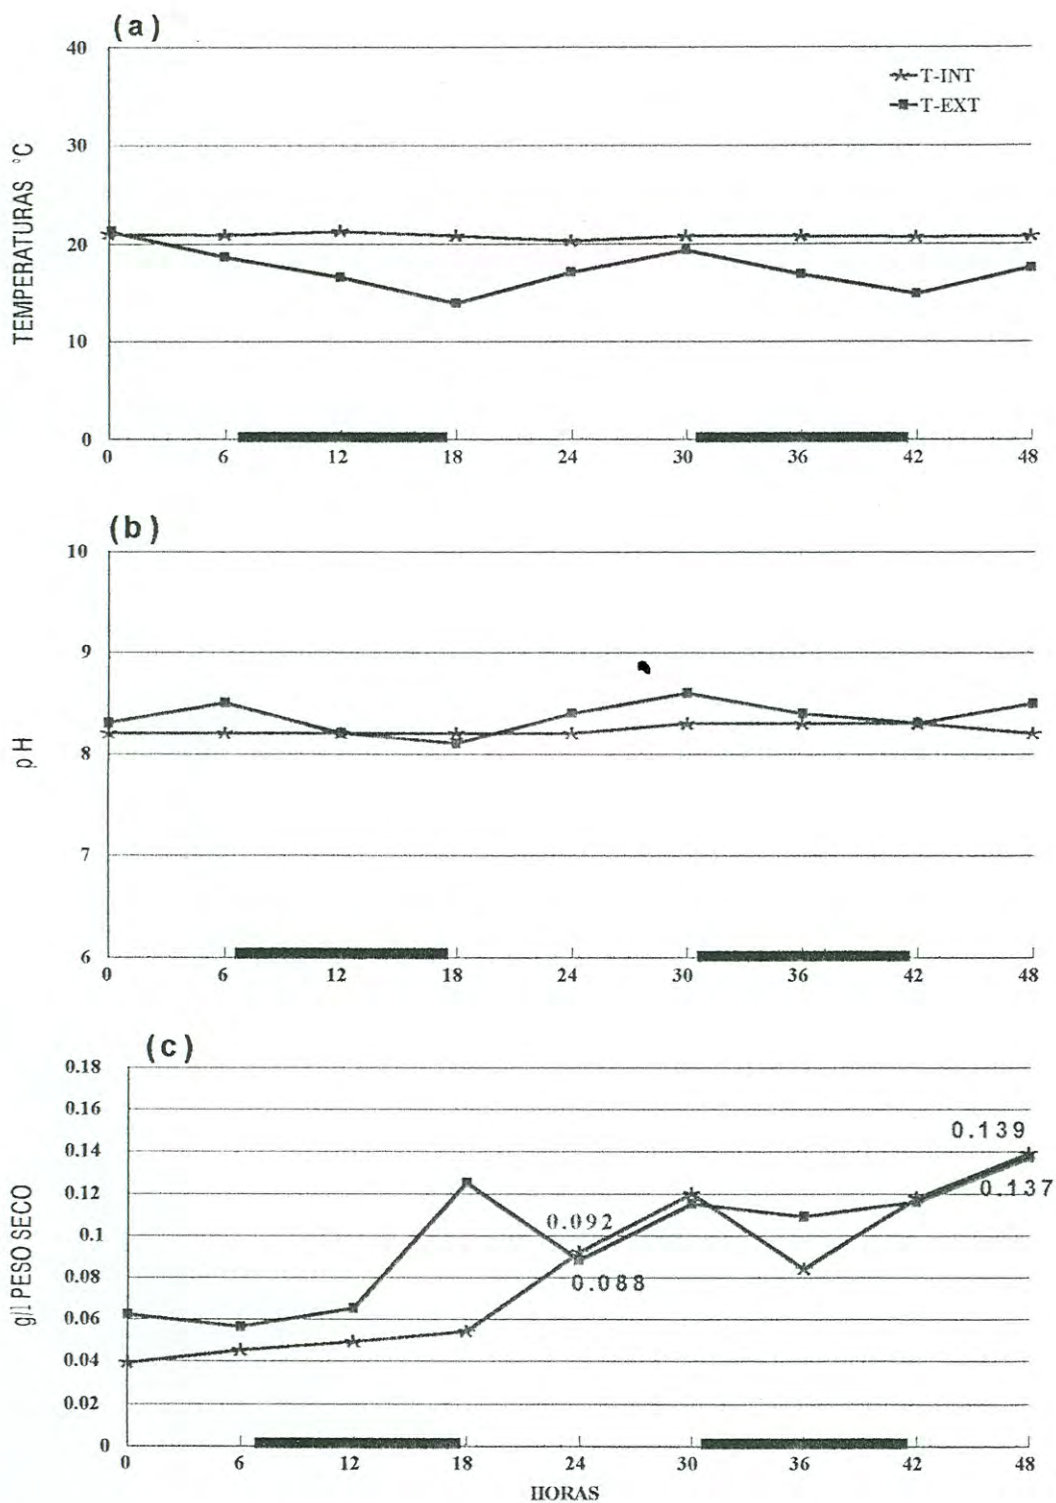 (a)
40
T-INT
T-EXT
30
20
10
0
TEMPERATURAS °C
0 6 12 18 24 30 36 42 48
(b)
10
9
8
7
6
pH
0 6 12 18 24 30 36 42 48
(c)
0.18
0.16
0.14
0.12
0.1
0.08
0.06
0.04
0.02
0
g/l PESO SECO
0.139
0.137
0.092
0.088
0 6 12 18 24 30 36 42 48
HORAS